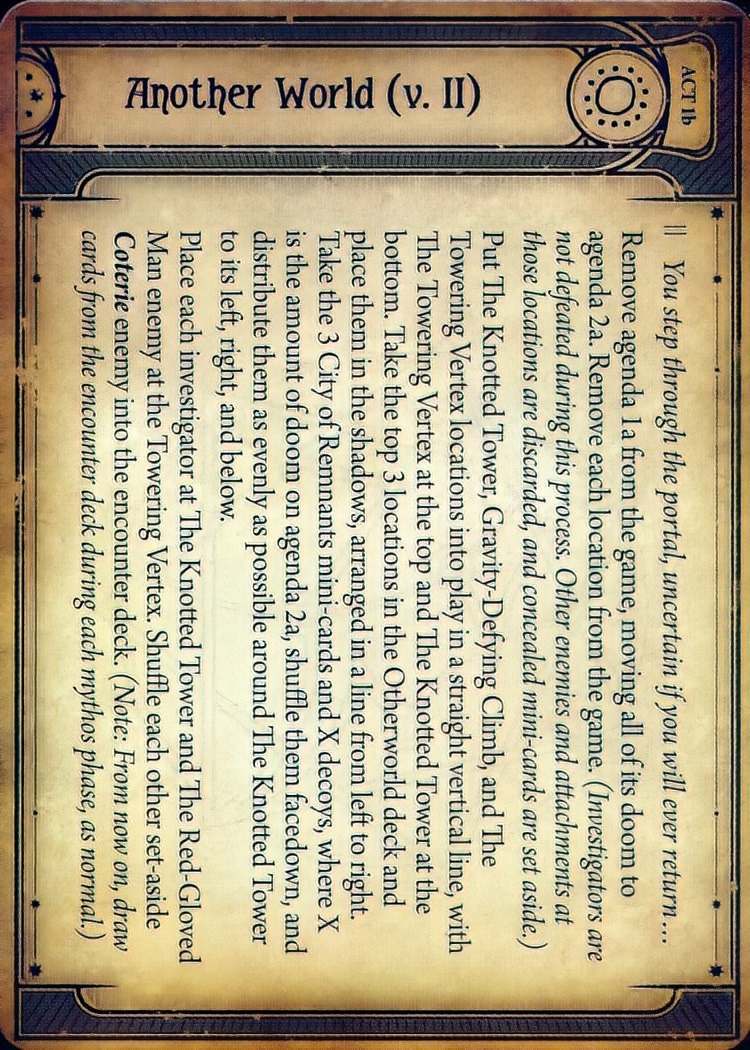 ACT 1b
Another World (v. II)
You step through the portal, uncertain if you will ever return…
Remove agenda 1a from the game, moving all of its doom to
agenda 2a. Remove each location from the game. (Investigators are
not defeated during this process. Other enemies and attachments at
those locations are discarded, and concealed mini-cards are set aside.)
Put The Knotted Tower, Gravity-Defying Climb, and The
Towering Vertex locations into play in a straight vertical line, with
The Towering Vertex at the top and The Knotted Tower at the
bottom. Take the top 3 locations in the Otherworld deck and
place them in the shadows, arranged in a line from left to right.
Take the 3 City of Remnants mini-cards and X decoys, where X
is the amount of doom on agenda 2a, shuffle them facedown, and
distribute them as evenly as possible around The Knotted Tower
to its left, right, and below.
Place each investigator at The Knotted Tower and The Red-Gloved
Man enemy at the Towering Vertex. Shuffle each other set-aside
Coterie enemy into the encounter deck. (Note: From now on, draw
cards from the encounter deck during each mythos phase, as normal.)